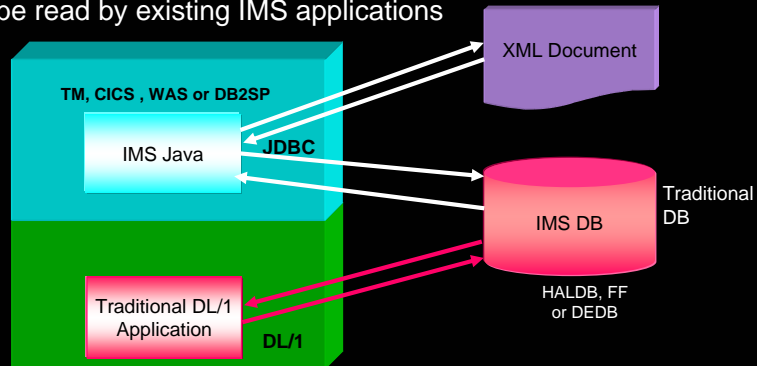 be read by existing IMS applications
XML Document
TM, CICS , WAS or DB2SP
IMS Java
JDBC
IMS DB
Traditional
DB
HALDB, FF
or DEDB
Traditional DL/1
Application
DL/1